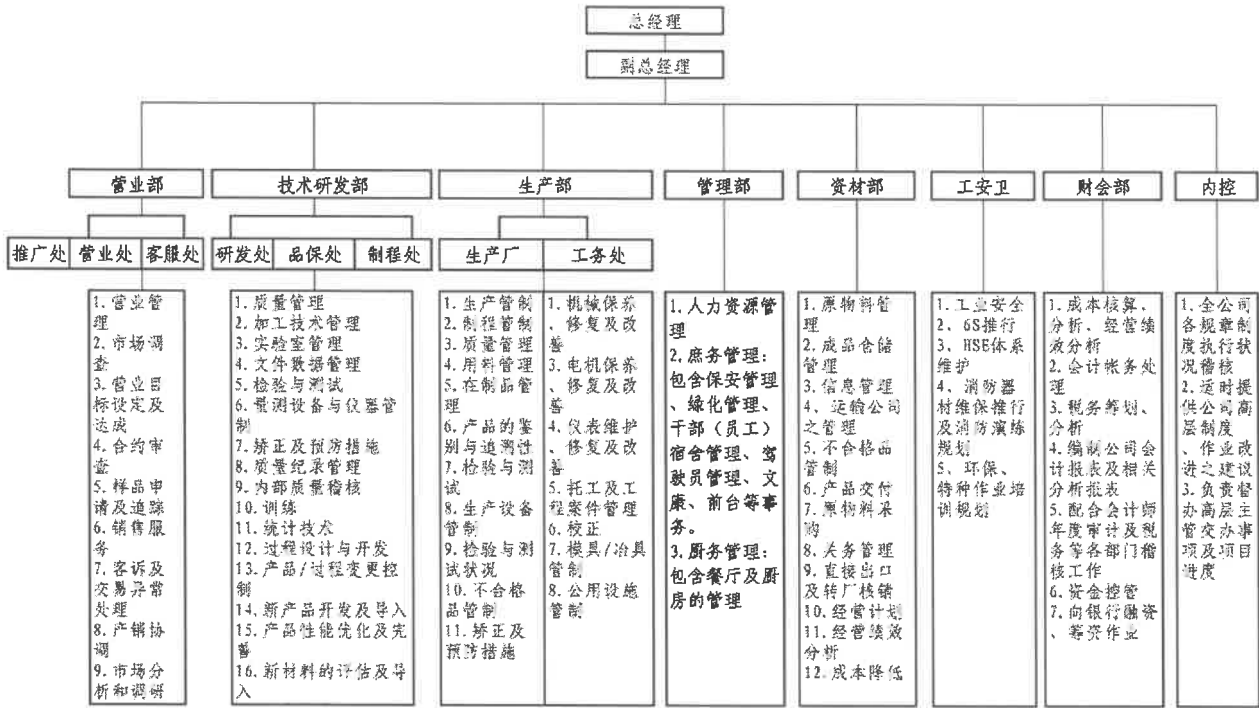 总经理
副总经理
营业部
技术研发部
生产部
管理部
资材部
工安卫
财会部
内控
推广处
营业处
客服处
研发处
品保处
制程处
生产厂
工务处
1. 营业管
理
2. 市场调
查
3. 营业目
标设定及
达成
4. 合约审
查
5. 样品申
请及追踪
6. 销售服
务
7. 客诉及
交易异常
处理
8. 产销协
调
9. 市场分
析和调研
1. 质量管理
2. 加工技术管理
3. 实验室管理
4. 文件数据管理
5. 检验与测试
6. 量测设备与仪器管
制
7. 矫正及预防措施
8. 质量纪录管理
9. 内部质量稽核
10. 训练
11. 统计技术
12. 过程设计与开发
13. 产品/过程变更控
制
14. 新产品开发及导入
15. 产品性能优化及完
善
16. 新材料的评估及导
入
1. 生产管制
2. 制程管制
3. 质量管理
4. 用料管理
5. 在制品管
理
6. 产品的鉴
别与追溯性
7. 检验与测
试
8. 生产设备
管制
9. 检验与测
试状况
10. 不合格
品管制
11. 矫正及
预防措施
1. 机械保养
、修复及改
善
3. 电机保养
、修复及改
善
4. 仪表维护
、修复及改
善
5. 托工及工
程案件管理
6. 校正
7. 模具/冶具
管制
8. 公用设施
管制
1. 人力资源管
理
2. 庶务管理：
包含保安管理
、绿化管理、
干部（员工）
宿舍管理、驾
驶员管理、文
康、前台等事
务。
3. 厨务管理：
包含餐厅及厨
房的管理
1. 原物料管
理
2. 成品仓储
管理
3. 信息管理
4. 运输公司
之管理
5. 不合格品
管制
6. 产品交付
7. 原物料采
购
8. 关务管理
9. 直接出口
及转厂核销
10. 经营计划
11. 经营绩效
分析
12. 成本降低
1. 工业安全
2、6S推行
3、HSE体系
维护
4、消防器
材维保推行
及消防演练
规划
5、环保、
特种作业培
训规划
1. 成本核算、
分析、经营绩
效分析
2. 会计帐务处
理
3. 税务筹划、
分析
4. 编制公司会
计报表及相关
分析报表
5. 配合会计师
年度审计及税
务等各部门稽
核工作
6. 资金控管
7. 向银行融资
、筹资作业
1. 全公司
各规章制
度执行状
况稽核
2. 适时提
供公司高
层制度
、作业改
进之建议
3. 负责督
办高层主
管交办事
项及项目
进度